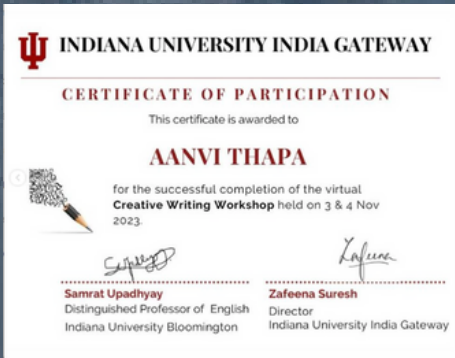 INDIANA UNIVERSITY INDIA GATEWAY
CERTIFICATE OF PARTICIPATION
This certificate is awarded to
AANVI THAPA
for the successful completion of the virtual
Creative Writing Workshop held on 3 & 4 Nov
2023.
Samrat Upadhyay
Distinguished Professor of English
Indiana University Bloomington
Zafeena Suresh
Director
Indiana University India Gateway